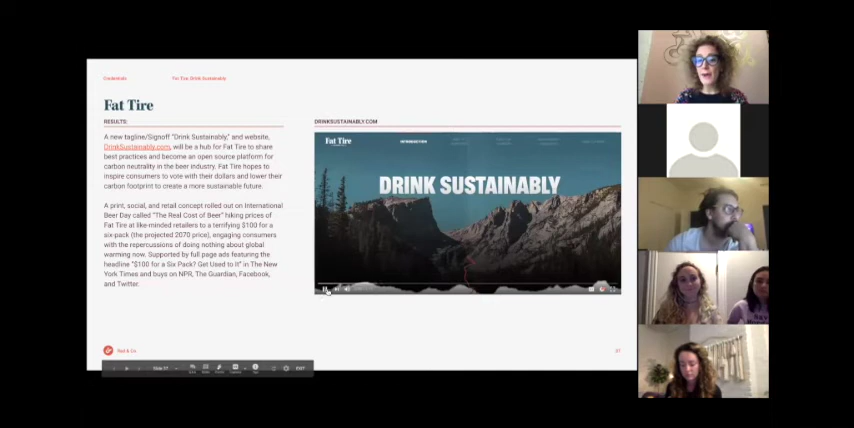 Credentials
Fat Tire, Drink Sustainably
Fat Tire
RESULTS:
A new tagline/Signoff "Drink Sustainably," and website,
DrinkSustainably.com, will be a hub for Fat Tire to share
best practices and become an open source platform for
carbon neutrality in the beer industry. Fat Tire hopes to
inspire consumers to vote with their dollars and lower their
carbon footprint to create a more sustainable future.
A print, social, and retail concept rolled out on International
Beer Day called "The Real Cost of Beer" hiking prices of
Fat Tire at like-minded retailers to a terrifying $100 for a
six-pack (the projected 2070 price), engaging consumers
with the repercussions of doing nothing about global
warming now. Supported by full page ads featuring the
headline "$100 for a Six Pack? Get Used to It" in The New
York Times and buys on NPR, The Guardian, Facebook,
and Twitter.
DRINKSUSTAINABLY.COM
Fat Tire
INTRODUCTION
DRINK SUSTAINABLY
Red & Co.
37
Slide 37
EXIT